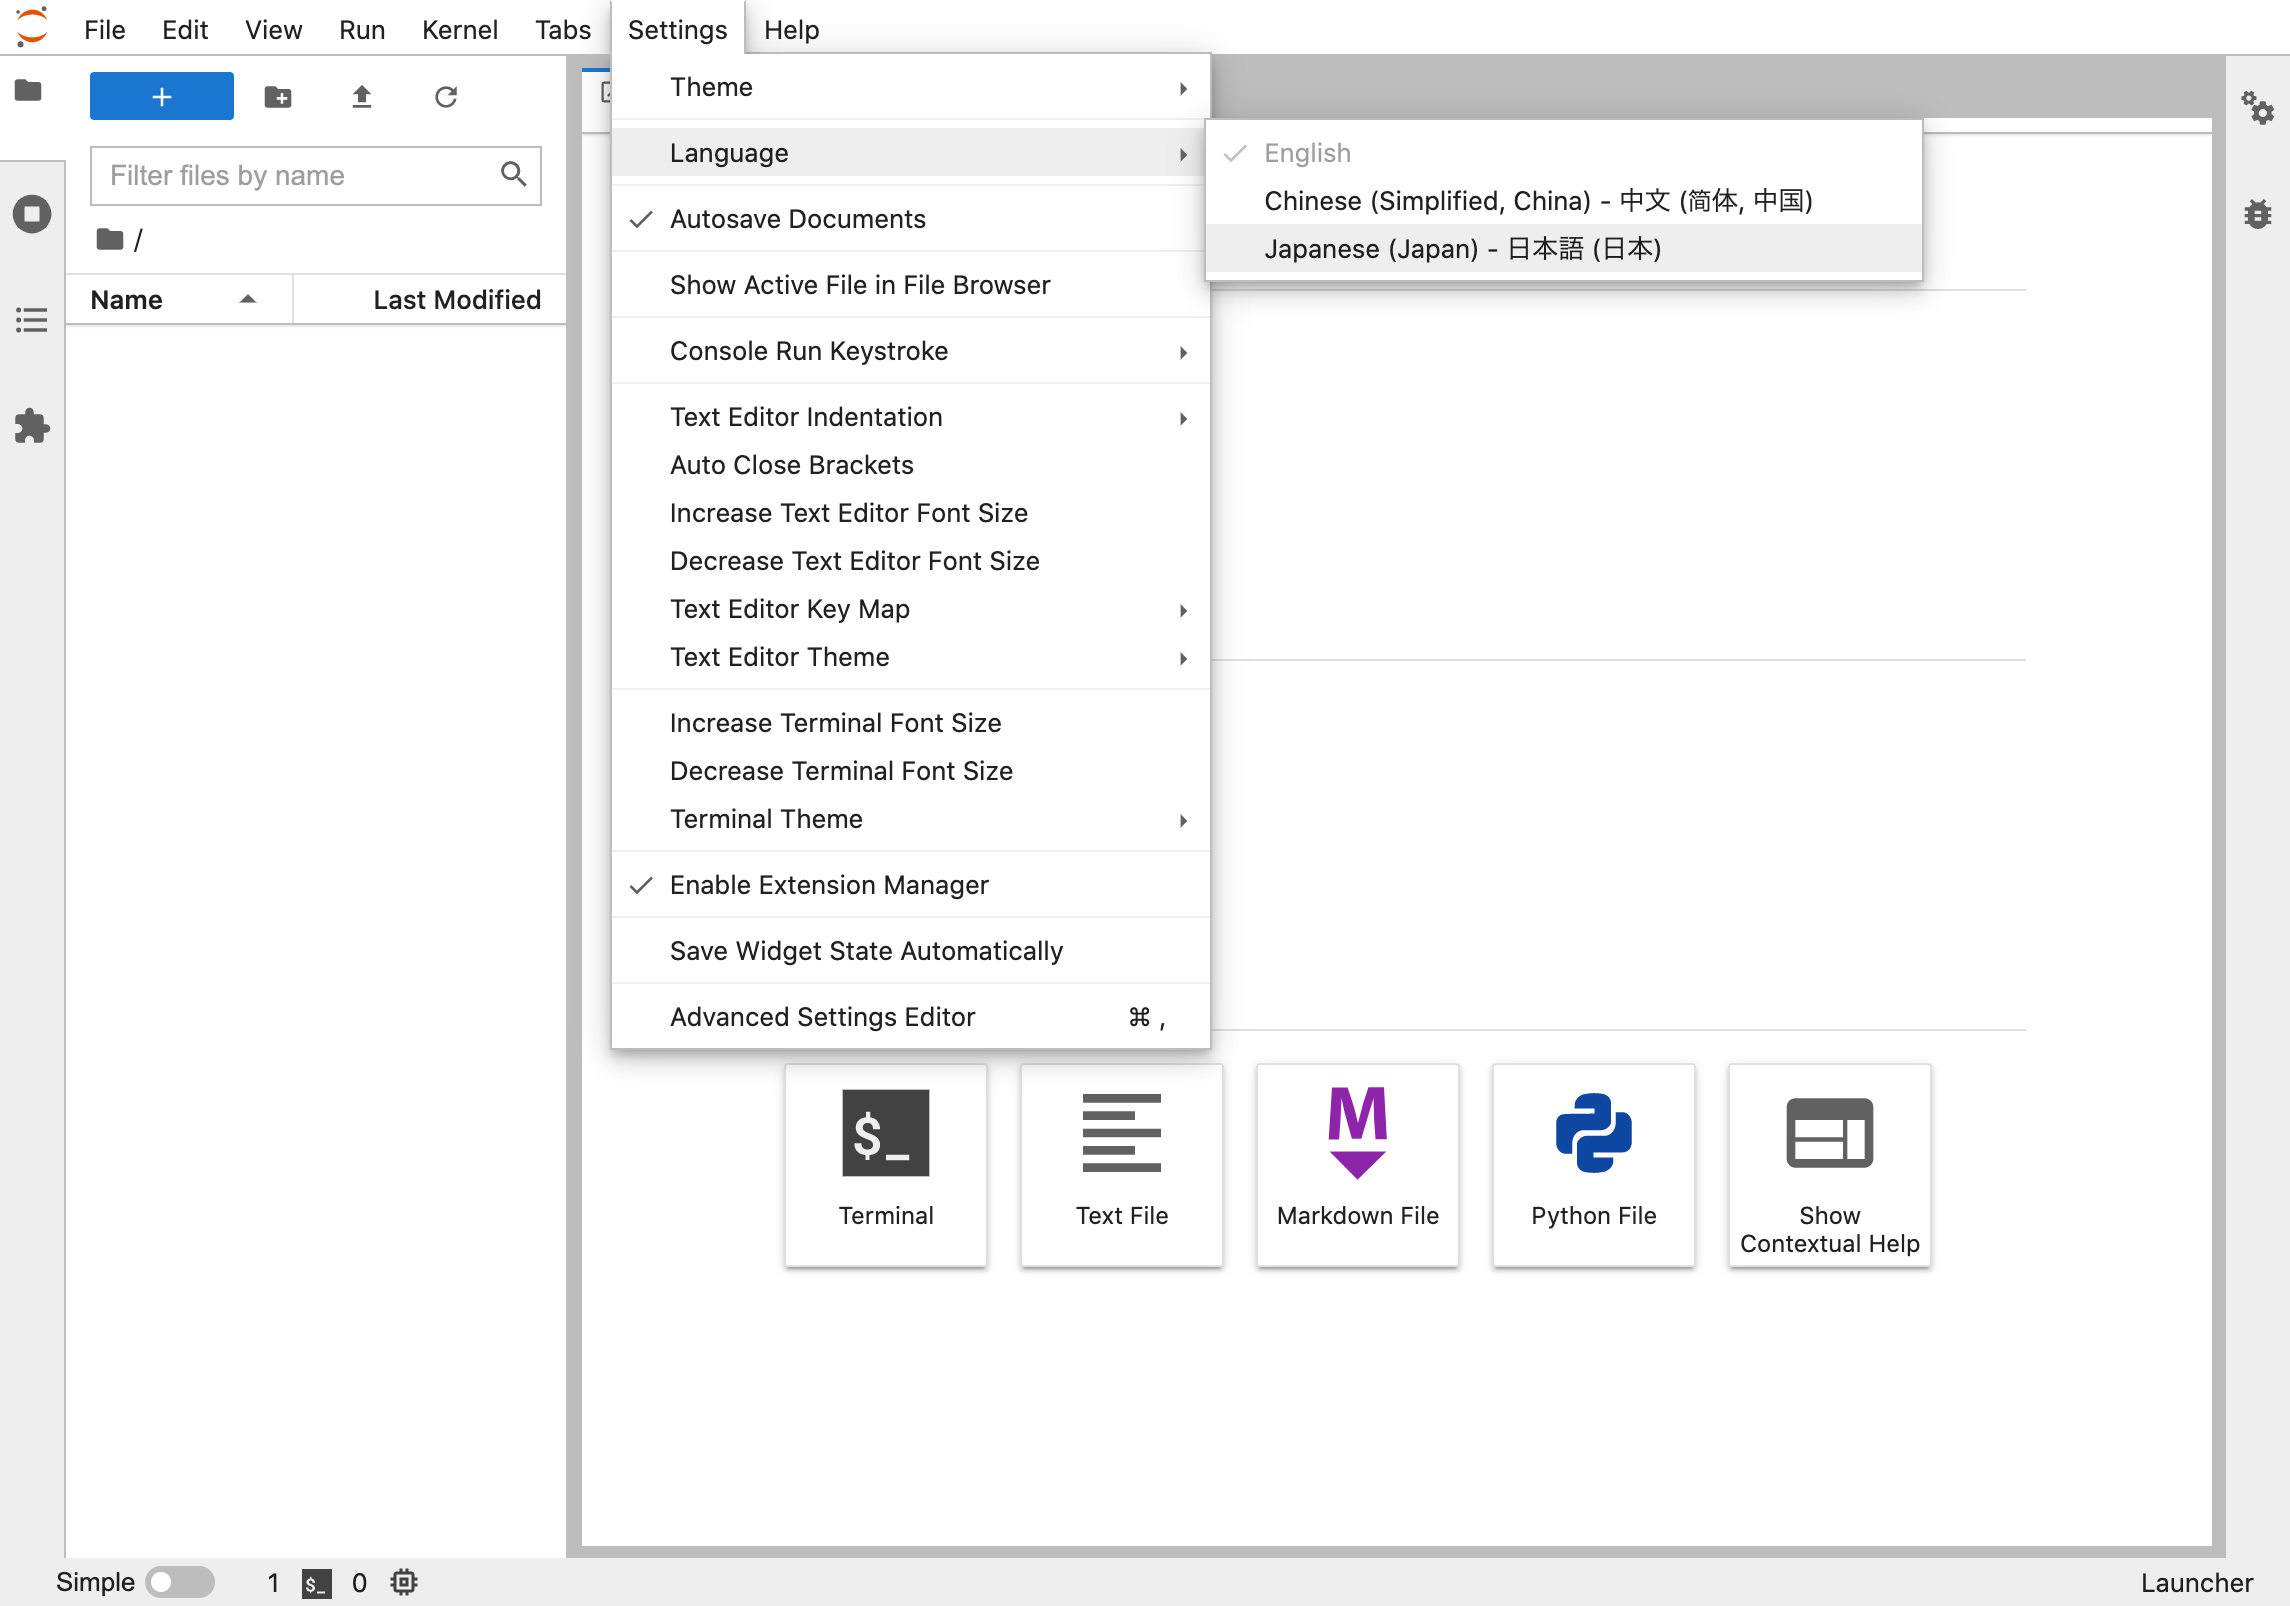 File Edit View Run Kernel Tabs Settings Help
Filter files by name
/
Name Last Modified
Theme
Language
Autosave Documents
Show Active File in File Browser
Console Run Keystroke
Text Editor Indentation
Auto Close Brackets
Increase Text Editor Font Size
Decrease Text Editor Font Size
Text Editor Key Map
Text Editor Theme
Increase Terminal Font Size
Decrease Terminal Font Size
Terminal Theme
Enable Extension Manager
Save Widget State Automatically
Advanced Settings Editor ⌘ ,
English
Chinese (Simplified, China) - 中文 (简体, 中国)
Japanese (Japan) - 日本語 (日本)
$_
Terminal
Text File
M
Markdown File
Python File
Show
Contextual Help
Simple 1 $_ 0 Launcher